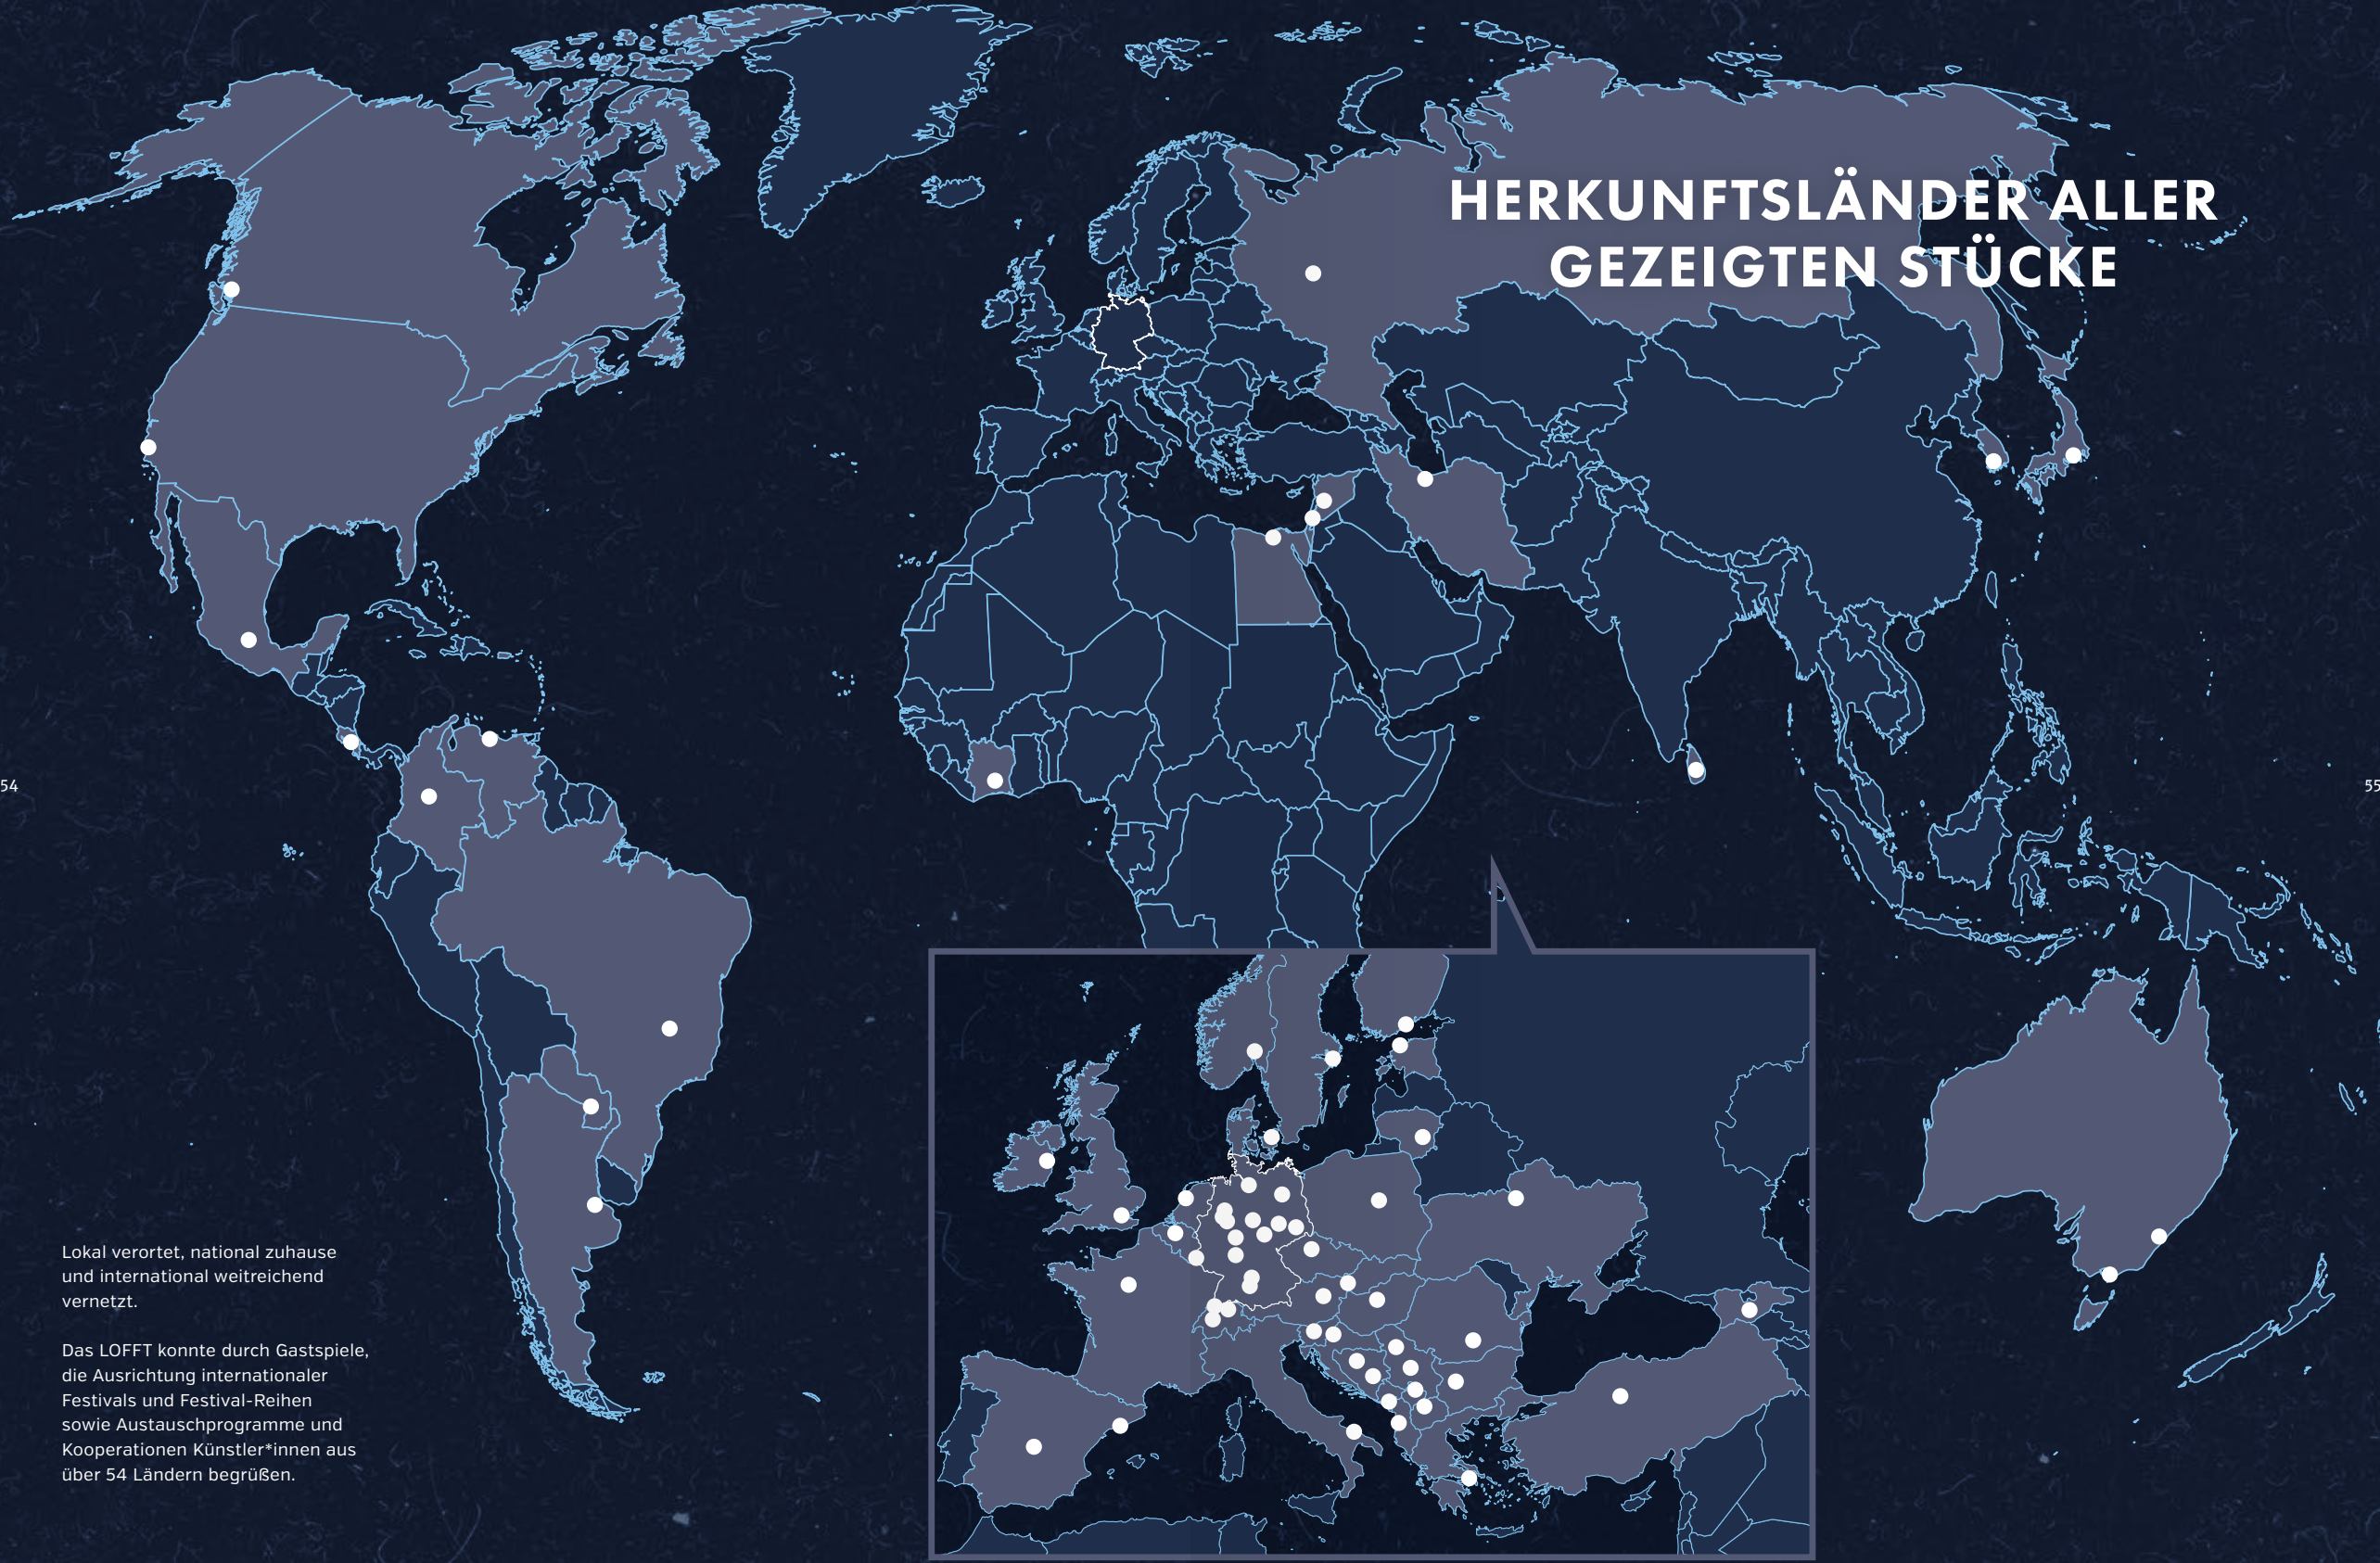 HERKUNFTSLÄNDER ALLER
GEZEIGTEN STÜCKE
54
55
Lokal verortet, national zuhause
und international weitreichend
vernetzt.
Das LOFFT konnte durch Gastspiele,
die Ausrichtung internationaler
Festivals und Festival-Reihen
sowie Austauschprogramme und
Kooperationen Künstler*innen aus
über 54 Ländern begrüßen.